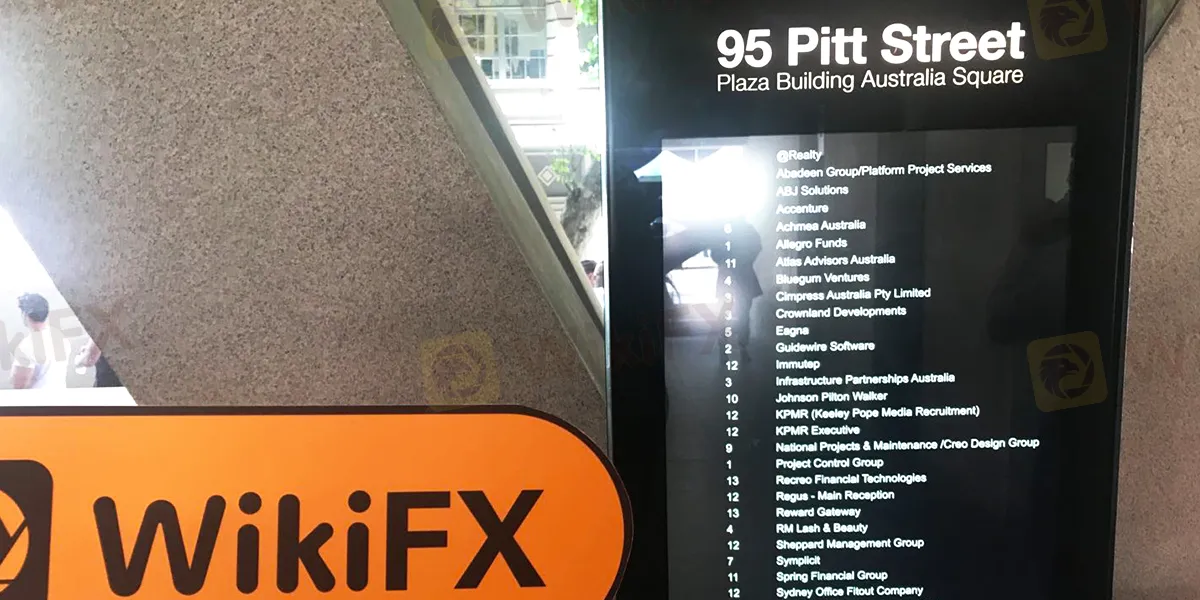 95 Pitt Street
Plaza Building Australia Square
@Realty
Abadeen Group/Platform Project Services
ABJ Solutions
Accenture
6 Achmea Australia
1 Allegro Funds
11 Atlas Advisors Australia
4 Bluegum Ventures
3 Cimpress Australia Pty Limited
3 Crownland Developments
5 Eagna
2 Guidewire Software
12 Immutep
3 Infrastructure Partnerships Australia
10 Johnson Pilton Walker
12 KPMR (Keeley Pope Media Recruitment)
12 KPMR Executive
9 National Projects & Maintenance /Creo Design Group
1 Project Control Group
13 Recreo Financial Technologies
12 Regus - Main Reception
13 Reward Gateway
4 RM Lash & Beauty
12 Sheppard Management Group
7 Symplicit
11 Spring Financial Group
12 Sydney Office Fitout Company
WikiFX